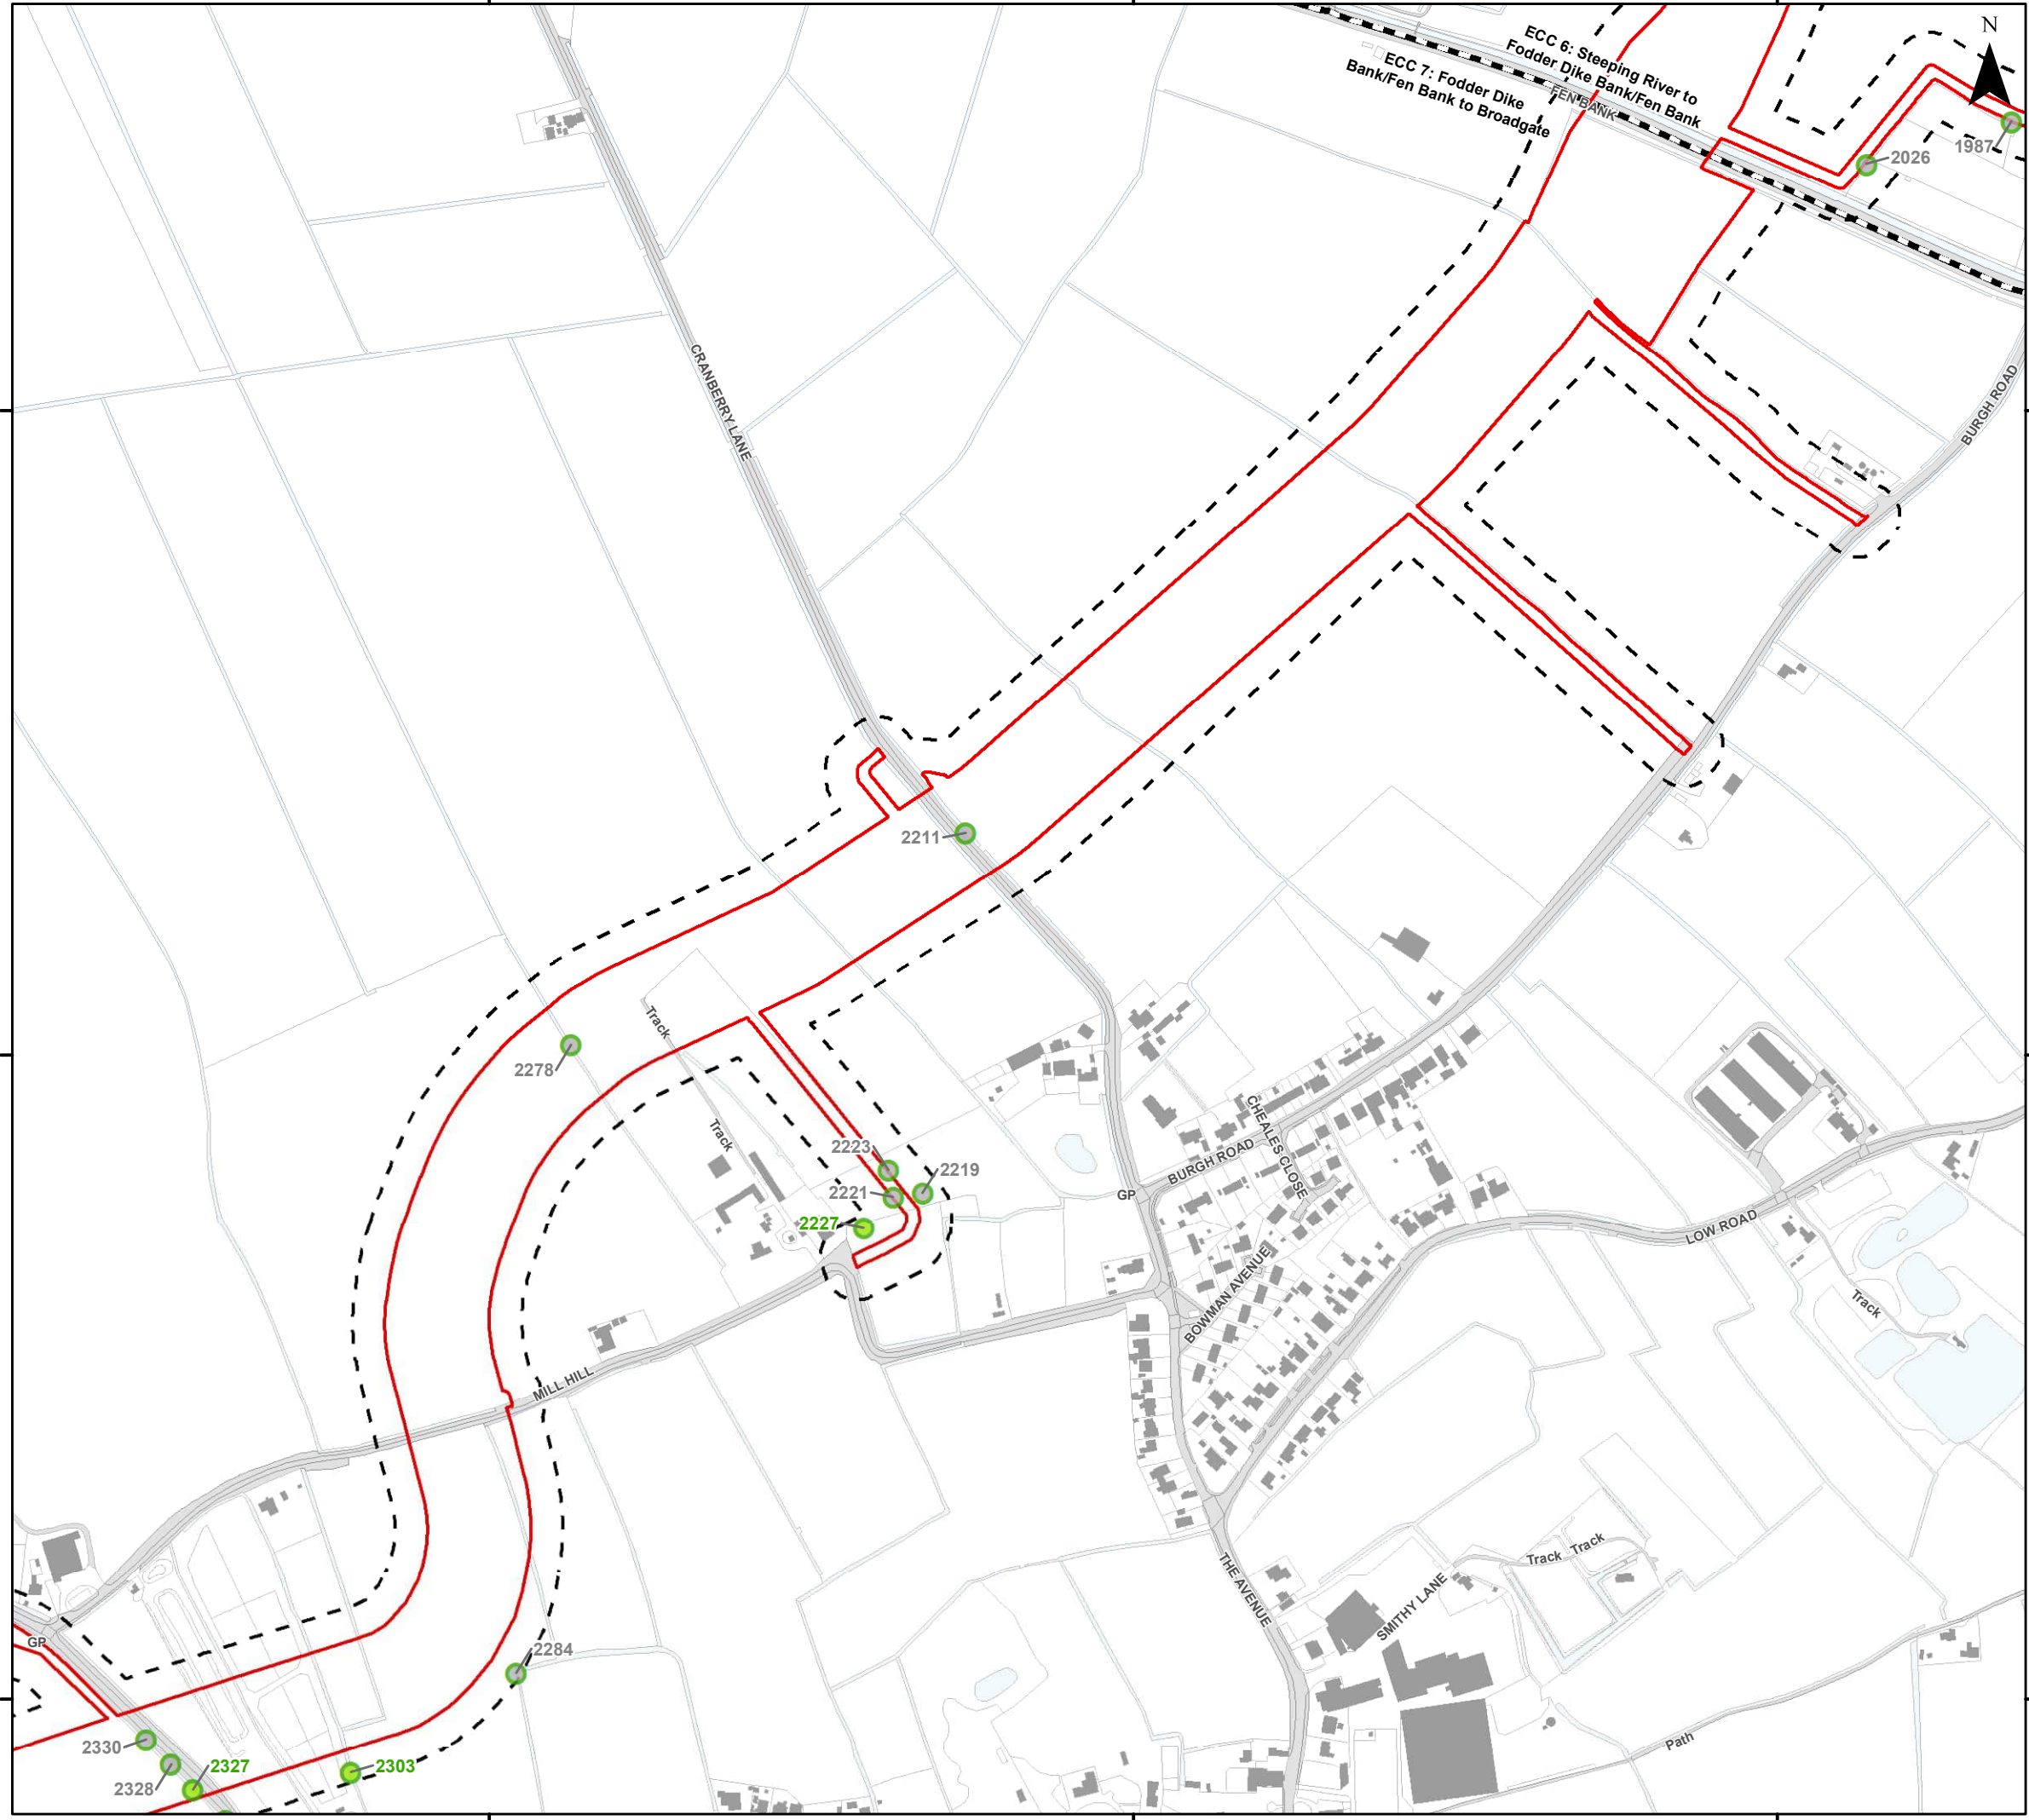 N
ECC 6: Steeping River to
Fodder Dike Bank/Fen Bank
ECC 7: Fodder Dike
Bank/Fen Bank to Broadgate
FEN BANK
1987
2026
CRANBERRY LANE
BURGH ROAD
2211
Track
2278
Track
2223
2219
2221
2227
CHEALES CLOSE
BURGH ROAD
GP
LOW ROAD
BOWMAN AVENUE
Track
MILL HILL
Track
Track
THE AVENUE
SMITHY LANE
GP
2284
Path
2330
2327
2303
2328